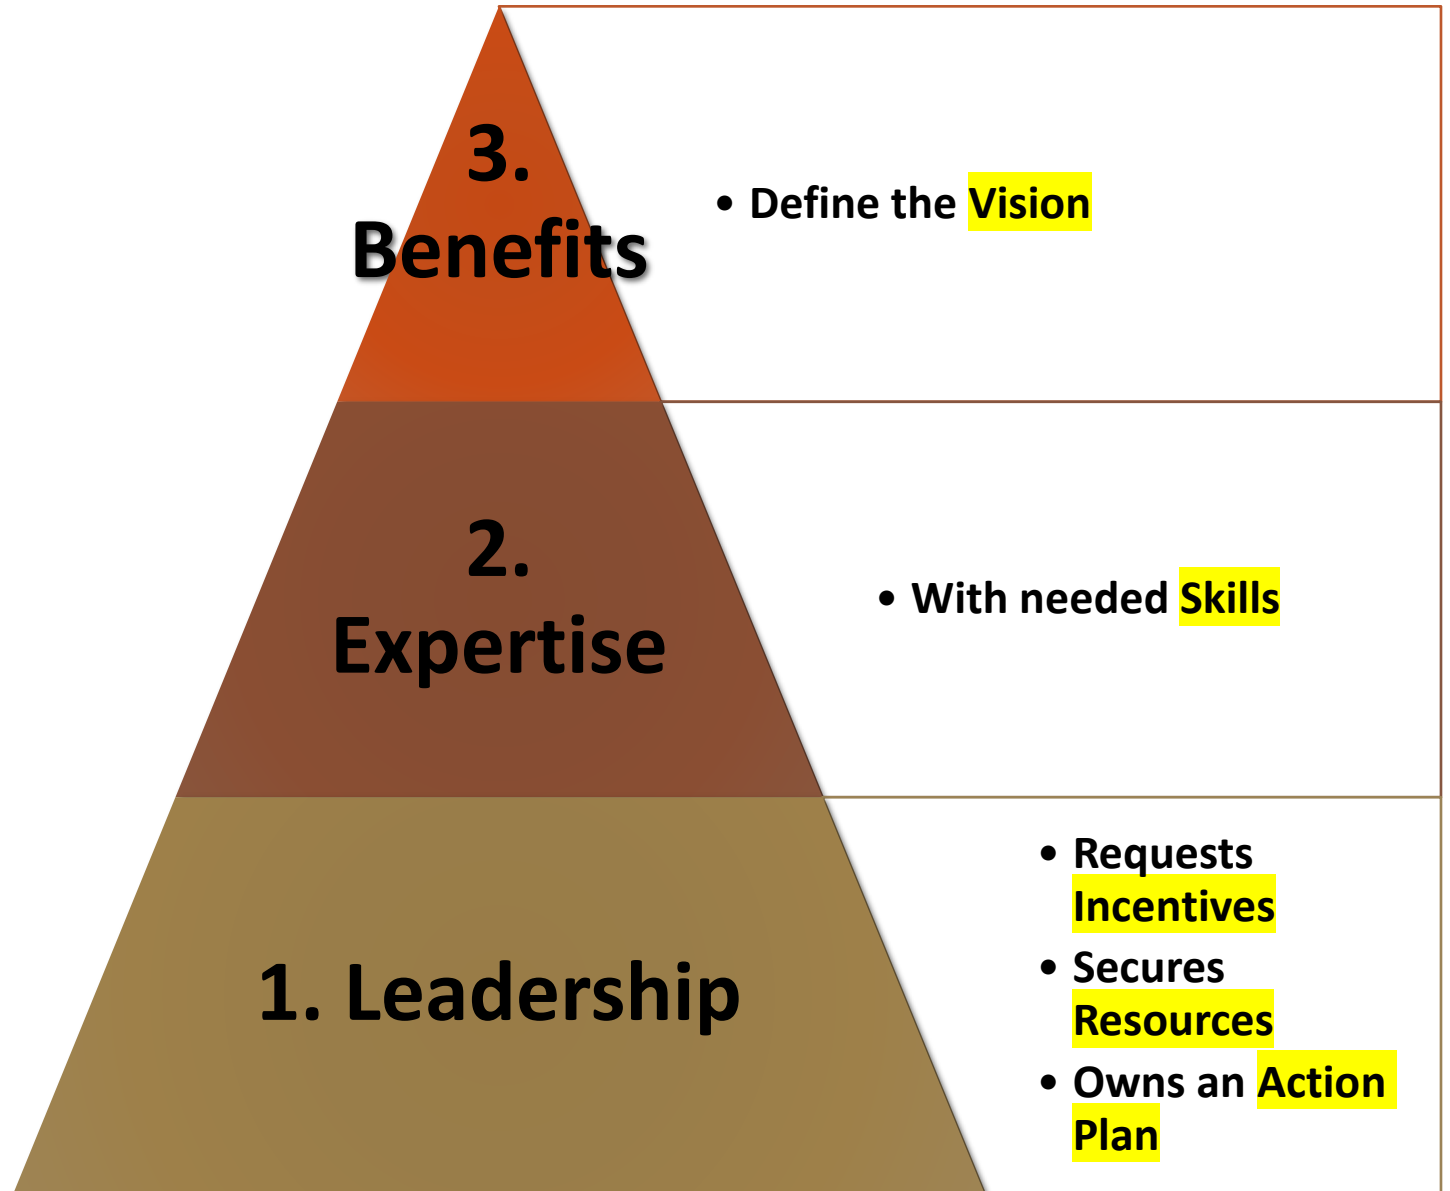 3.
Benefits
• Define the Vision
2.
Expertise
• With needed Skills
1. Leadership
• Requests
Incentives
• Secures
Resources
• Owns an Action
Plan